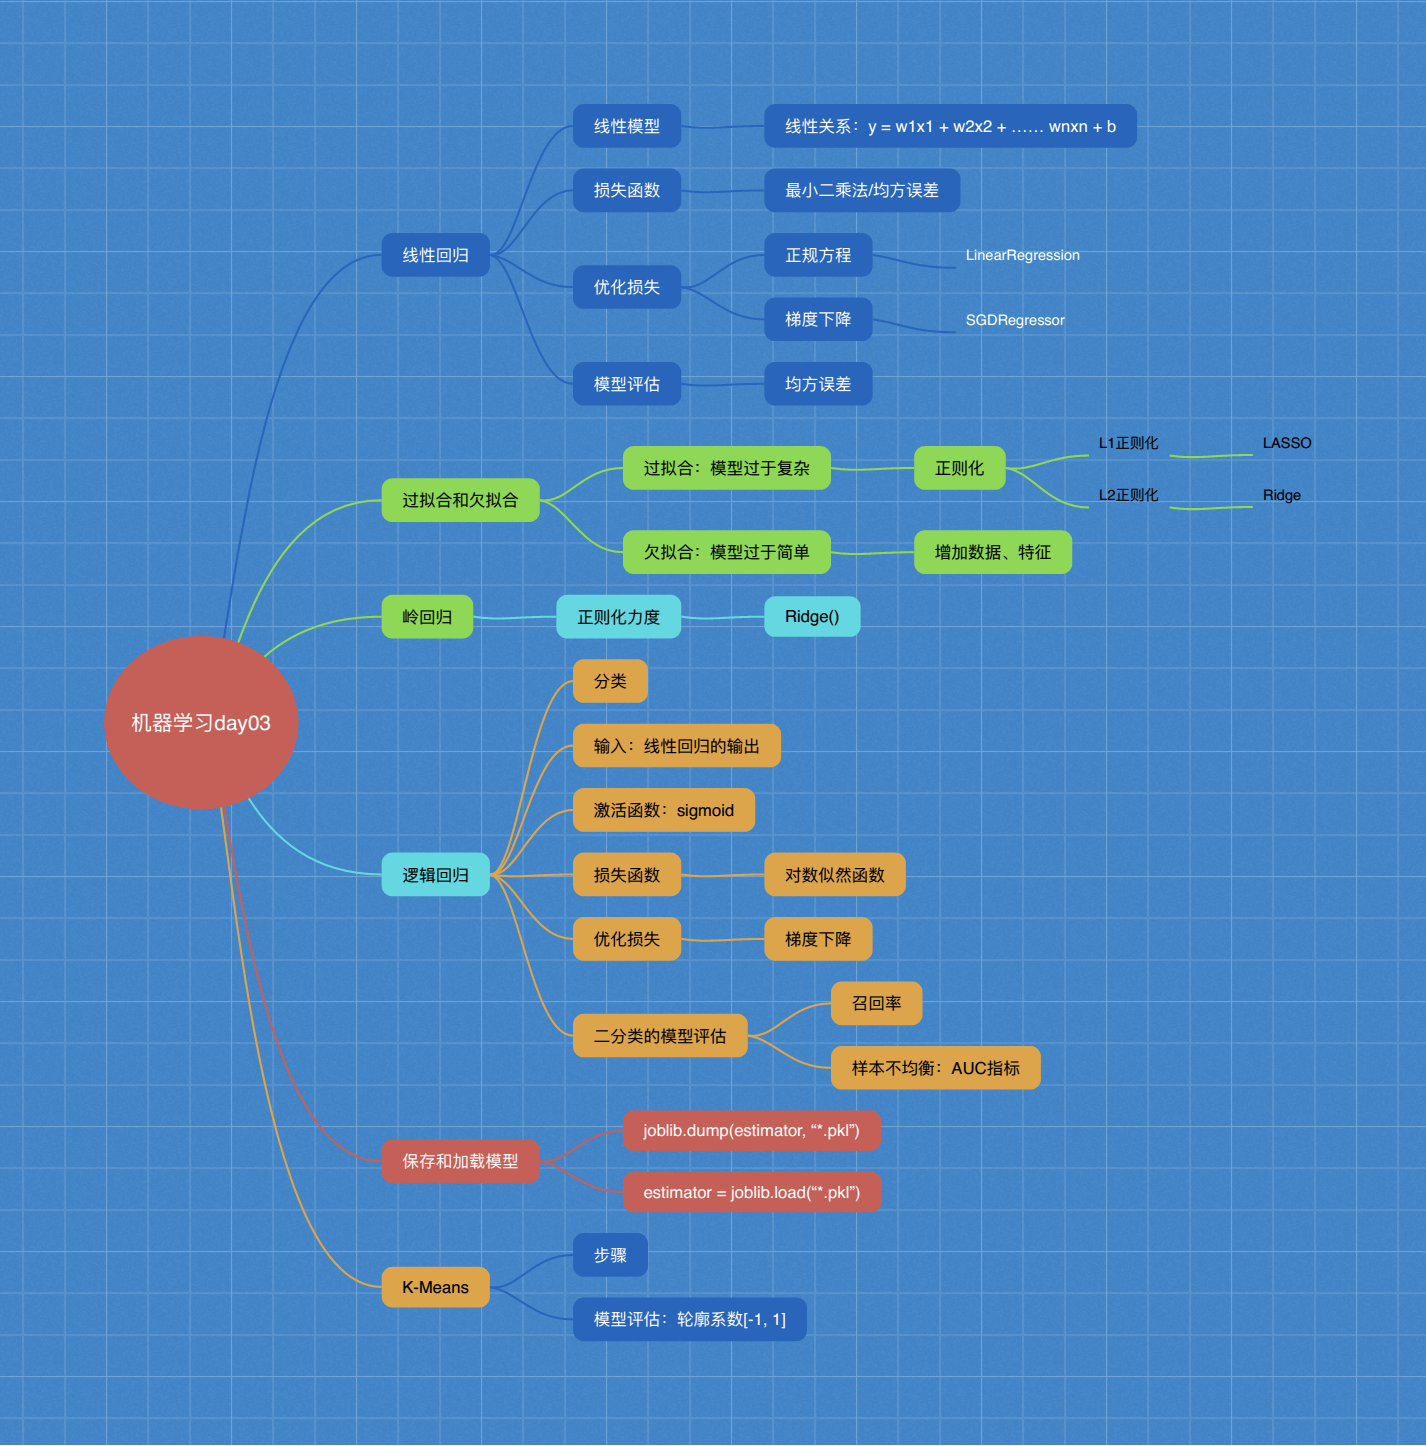 机器学习day03
线性回归
线性模型
线性关系：y = w1x1 + w2x2 + …… wnxn + b
损失函数
最小二乘法/均方误差
优化损失
正规方程
LinearRegression
梯度下降
SGDRegressor
模型评估
均方误差
过拟合和欠拟合
过拟合：模型过于复杂
正则化
L1正则化
LASSO
L2正则化
Ridge
欠拟合：模型过于简单
增加数据、特征
岭回归
正则化力度
Ridge()
逻辑回归
分类
输入：线性回归的输出
激活函数：sigmoid
损失函数
对数似然函数
优化损失
梯度下降
二分类的模型评估
召回率
样本不均衡：AUC指标
保存和加载模型
joblib.dump(estimator, “*.pkl”)
estimator = joblib.load(“*.pkl”)
K-Means
步骤
模型评估：轮廓系数[-1, 1]